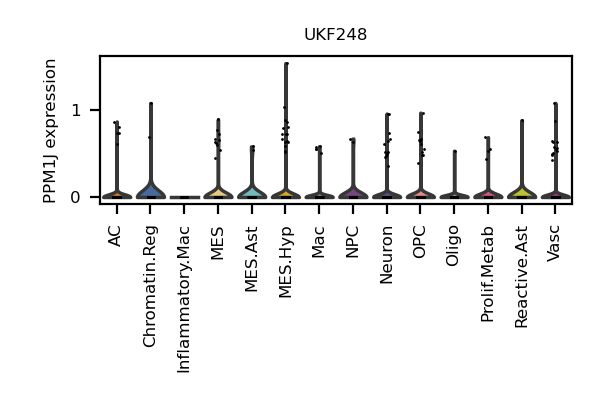 UKF248
PPM1J expression
1
0
AC
Chromatin.Reg
Inflammatory.Mac
MES
MES.Ast
MES.Hyp
Mac
NPC
Neuron
OPC
Oligo
Prolif.Metab
Reactive.Ast
Vasc